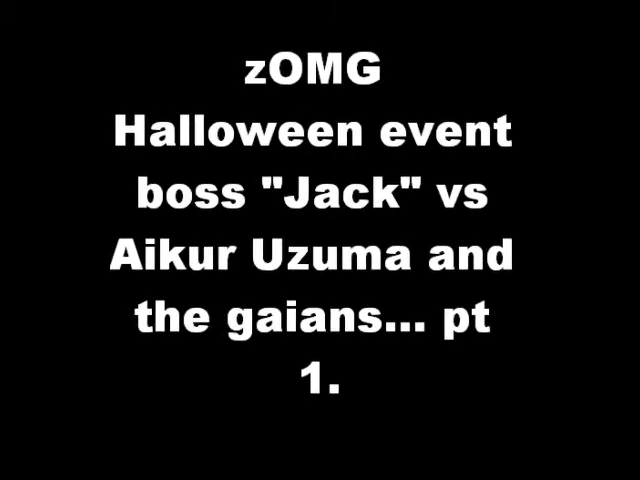 zOMG
Halloween event
boss "Jack" vs
Aikur Uzuma and
the gaians... pt
1.